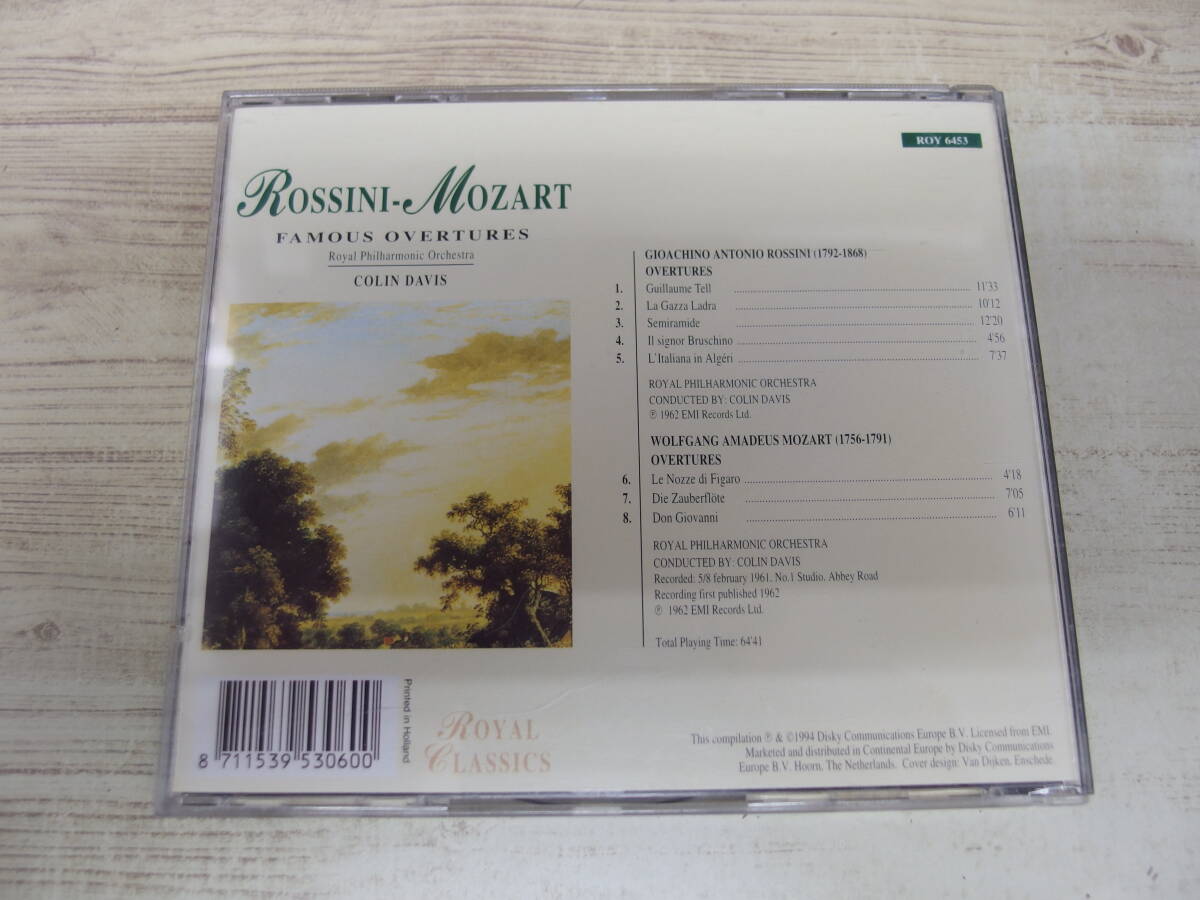 ROY 6453
ROSSINI-MOZART
FAMOUS OVERTURES
Royal Philharmonic Orchestra
COLIN DAVIS
GIOACHINO ANTONIO ROSSINI (1792-1868)
OVERTURES
1. Guillaume Tell 11'33
2. La Gazza Ladra 10'12
3. Semiramide 12'20
4. Il signor Bruschino 4'56
5. L'Italiana in Algéri 7'37
ROYAL PHILHARMONIC ORCHESTRA
CONDUCTED BY: COLIN DAVIS
℗ 1962 EMI Records Ltd.
WOLFGANG AMADEUS MOZART (1756-1791)
OVERTURES
6. Le Nozze di Figaro 4'18
7. Die Zauberflöte 7'05
8. Don Giovanni 6'11
ROYAL PHILHARMONIC ORCHESTRA
CONDUCTED BY: COLIN DAVIS
Recorded: 5/8 february 1961. No.1 Studio. Abbey Road
Recording first published 1962
℗ 1962 EMI Records Ltd.
Total Playing Time: 64'41
8 711539 530600
Printed in Holland
ROYAL
CLASSICS
This compilation ℗ & ©1994 Disky Communications Europe B.V. Licensed from EMI.
Marketed and distributed in Continental Europe by Disky Communications
Europe B.V. Hoorn, The Netherlands. Cover design: Van Dijken, Enschede.